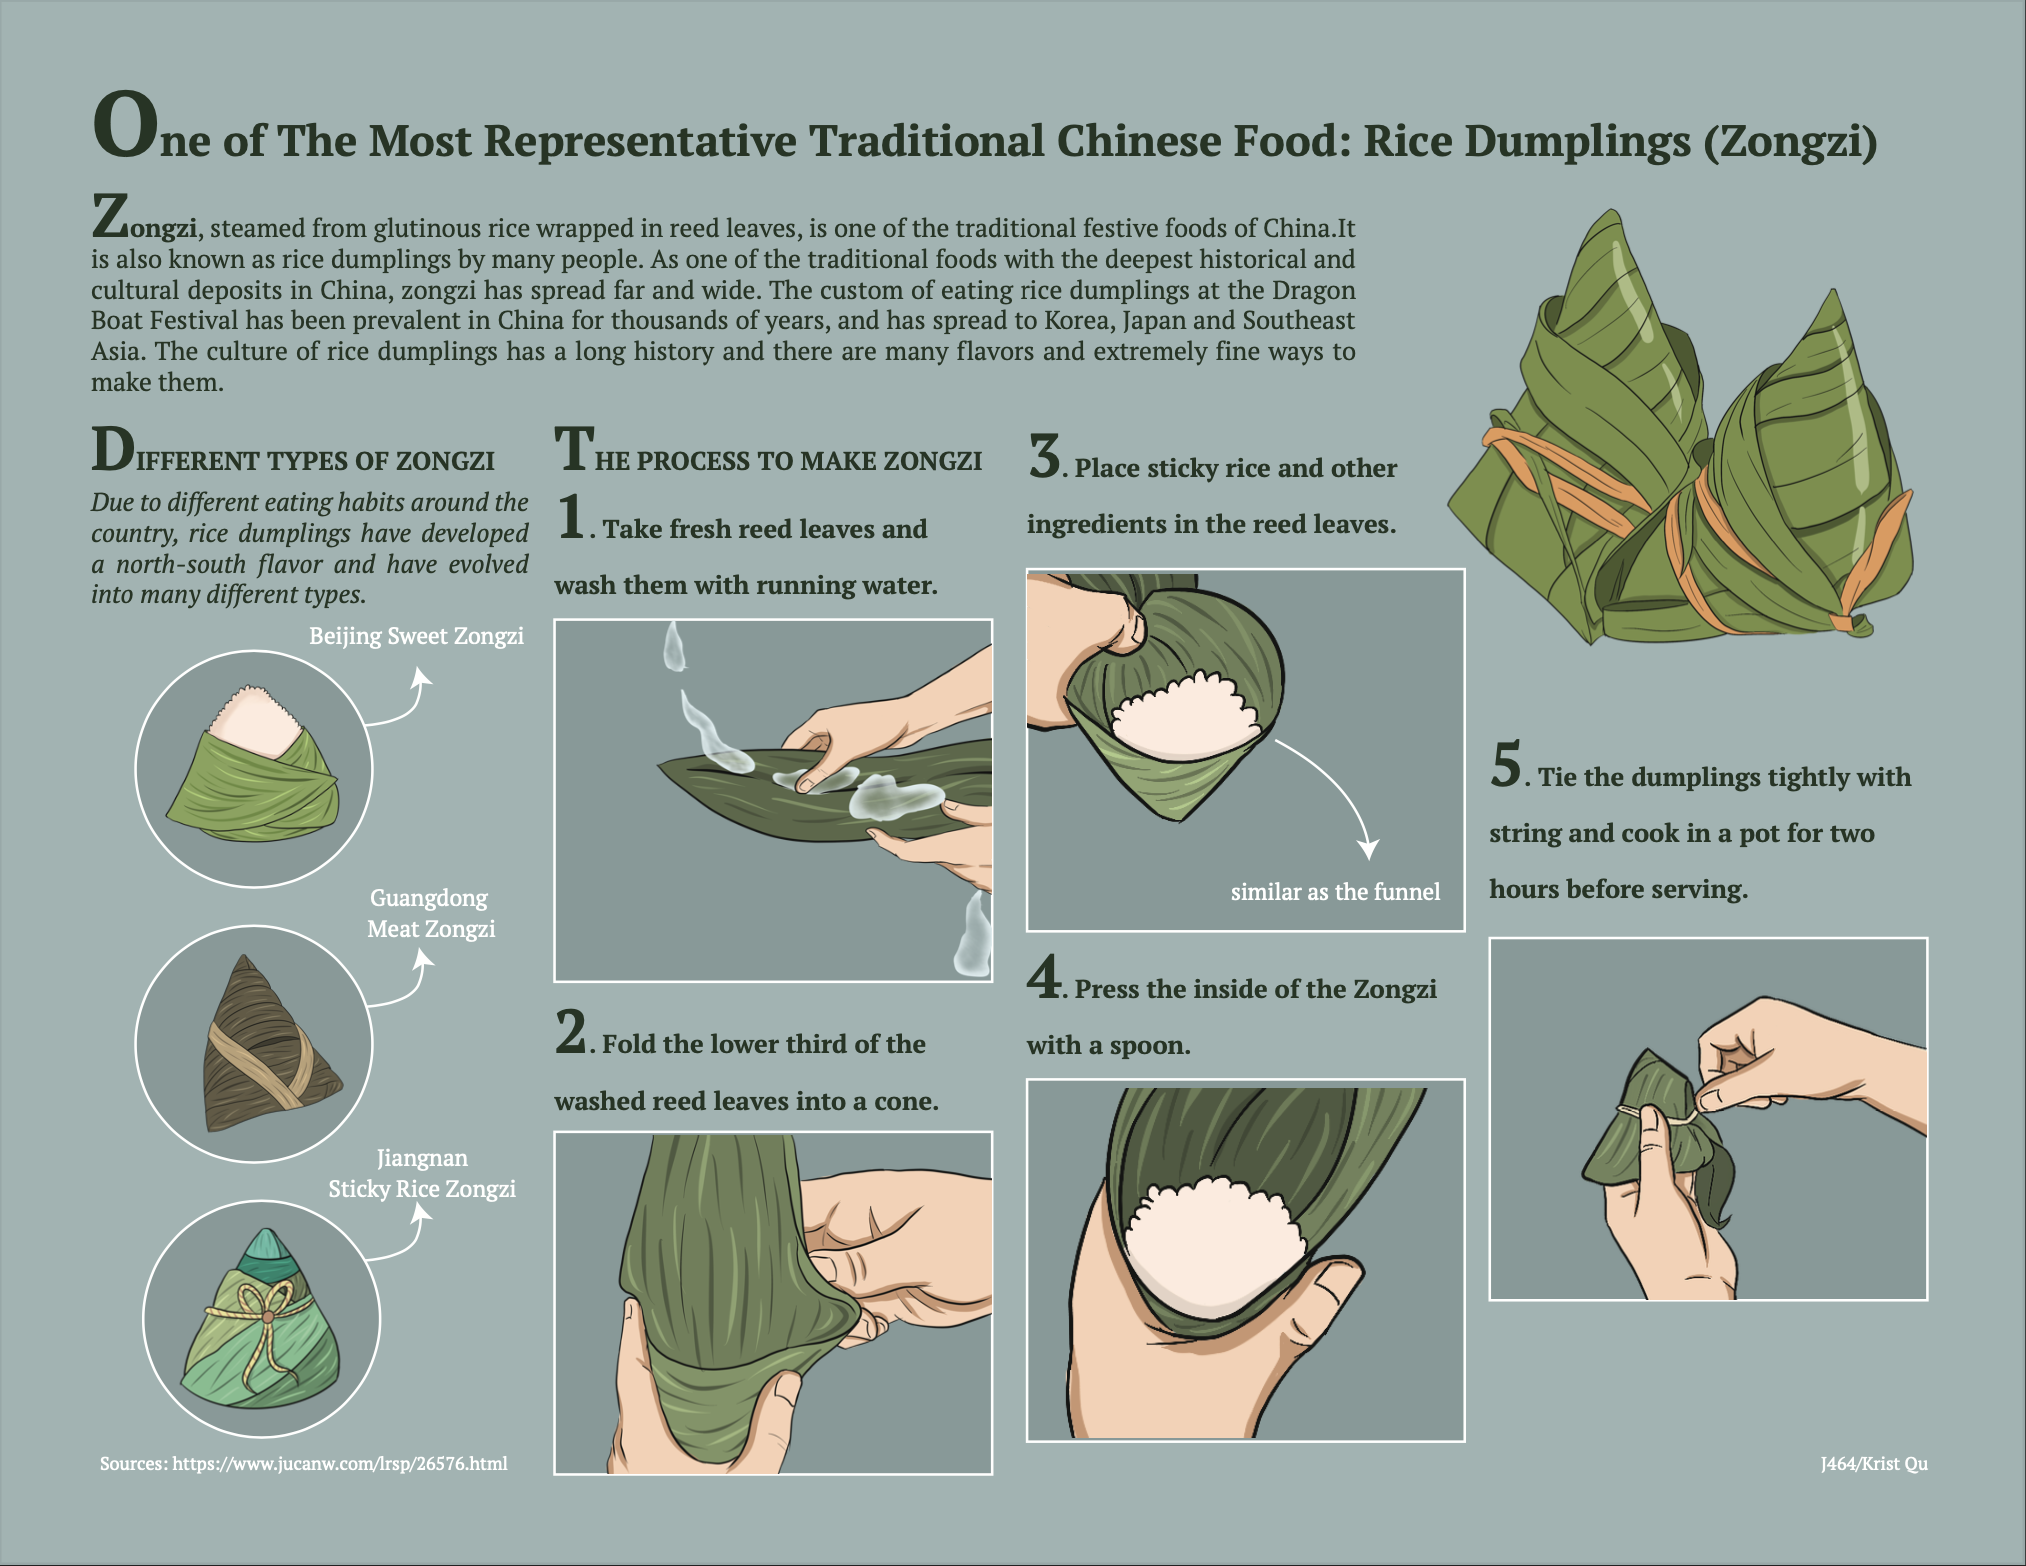 One of The Most Representative Traditional Chinese Food: Rice Dumplings (Zongzi)
Zongzi, steamed from glutinous rice wrapped in reed leaves, is one of the traditional festive foods of China.It
is also known as rice dumplings by many people. As one of the traditional foods with the deepest historical and
cultural deposits in China, zongzi has spread far and wide. The custom of eating rice dumplings at the Dragon
Boat Festival has been prevalent in China for thousands of years, and has spread to Korea, Japan and Southeast
Asia. The culture of rice dumplings has a long history and there are many flavors and extremely fine ways to
make them.
DIFFERENT TYPES OF ZONGZI
Due to different eating habits around the
country, rice dumplings have developed
a north-south flavor and have evolved
into many different types.
Beijing Sweet Zongzi
Guangdong
Meat Zongzi
Jiangnan
Sticky Rice Zongzi
THE PROCESS TO MAKE ZONGZI
1. Take fresh reed leaves and
wash them with running water.
2. Fold the lower third of the
washed reed leaves into a cone.
3. Place sticky rice and other
ingredients in the reed leaves.
similar as the funnel
4. Press the inside of the Zongzi
with a spoon.
5. Tie the dumplings tightly with
string and cook in a pot for two
hours before serving.
Sources: https://www.jucanw.com/lrsp/26576.html
J464/Krist Qu